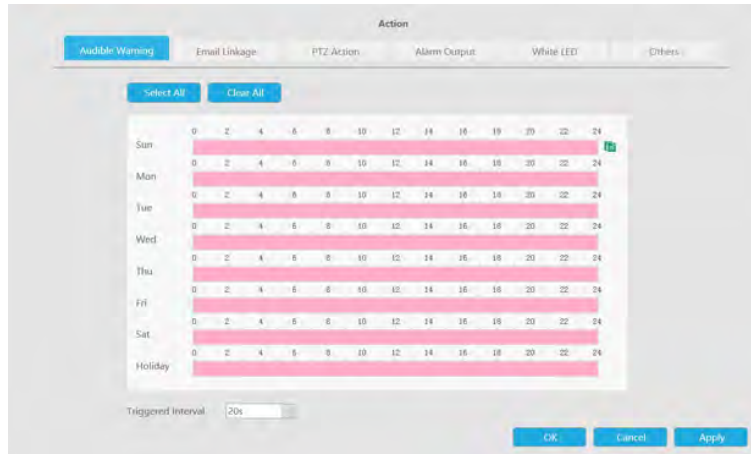 Action
Audible Warning Email Linkage PTZ Action Alarm Output White LED Others
Select All Clear All
0 2 4 6 8 10 12 14 16 18 20 22 24
Sun
0 2 4 6 8 10 12 14 16 18 20 22 24
Mon
0 2 4 6 8 10 12 14 16 18 20 22 24
Tue
0 2 4 6 8 10 12 14 16 18 20 22 24
Wed
0 2 4 6 8 10 12 14 16 18 20 22 24
Thu
0 2 4 6 8 10 12 14 16 18 20 22 24
Fri
0 2 4 6 8 10 12 14 16 18 20 22 24
Sat
0 2 4 6 8 10 12 14 16 18 20 22 24
Holiday
Triggered Interval 20s
OK Cancel Apply